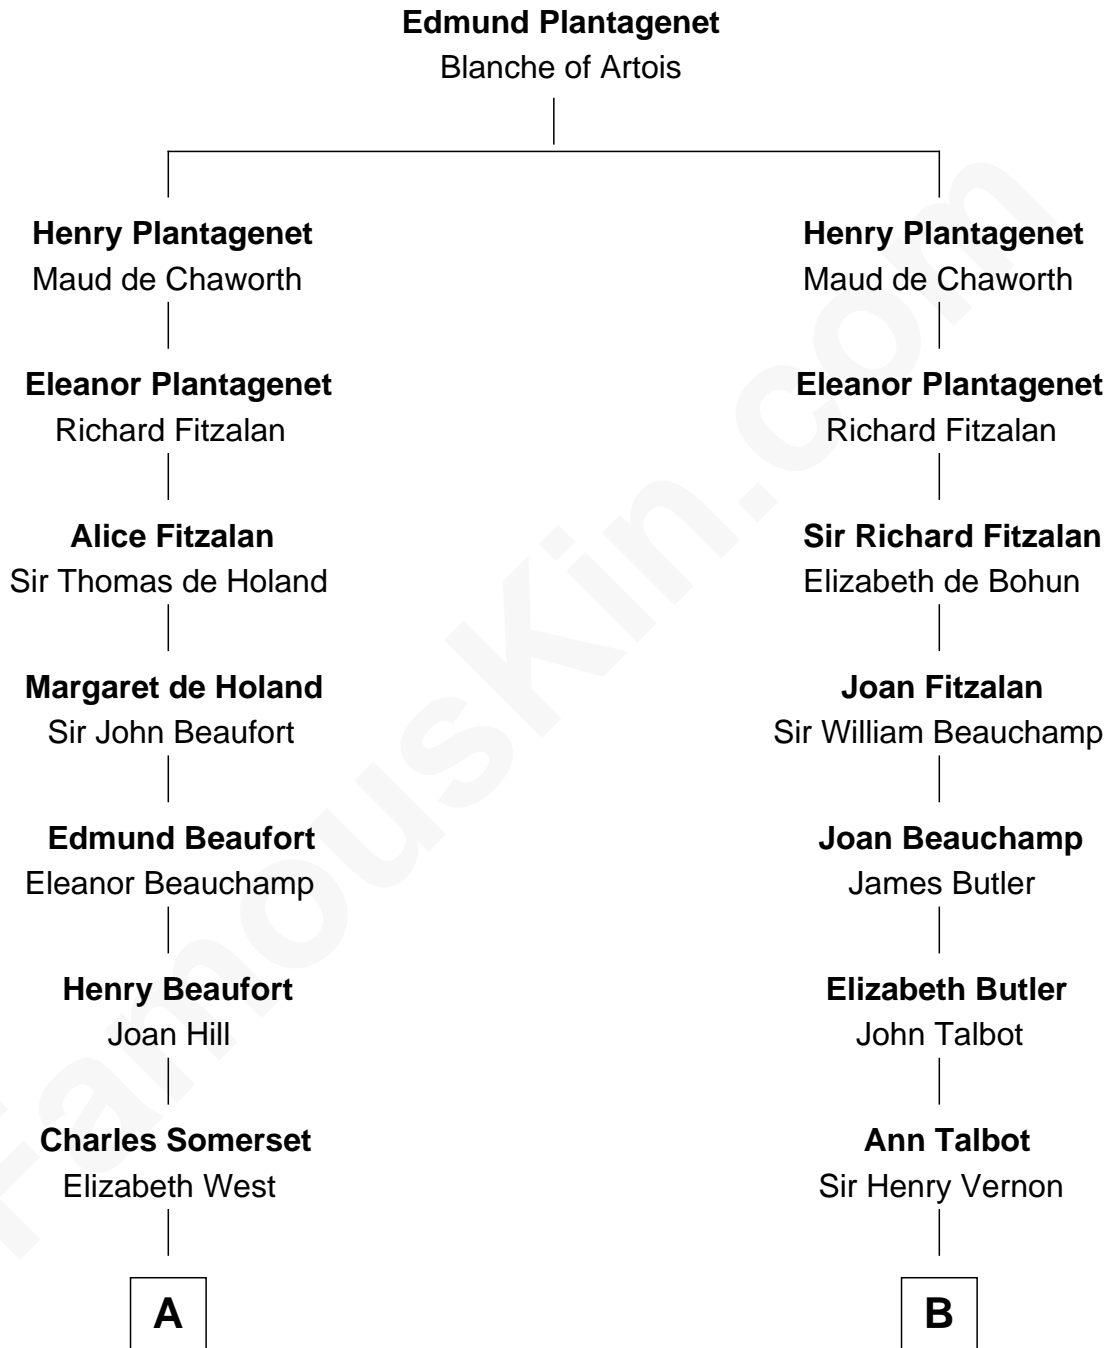 Edmund Plantagenet
Blanche of Artois
Henry Plantagenet
Maud de Chaworth
Eleanor Plantagenet
Richard Fitzalan
Alice Fitzalan
Sir Thomas de Holand
Margaret de Holand
Sir John Beaufort
Edmund Beaufort
Eleanor Beauchamp
Henry Beaufort
Joan Hill
Charles Somerset
Elizabeth West
A
Henry Plantagenet
Maud de Chaworth
Eleanor Plantagenet
Richard Fitzalan
Sir Richard Fitzalan
Elizabeth de Bohun
Joan Fitzalan
Sir William Beauchamp
Joan Beauchamp
James Butler
Elizabeth Butler
John Talbot
Ann Talbot
Sir Henry Vernon
B
FamousKin.com